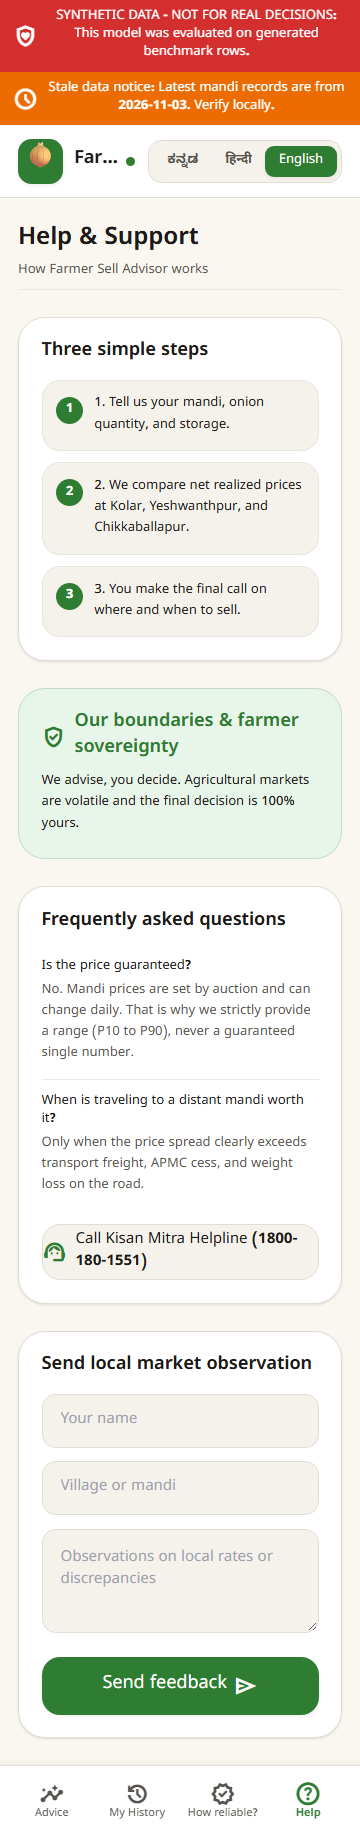 SYNTHETIC DATA - NOT FOR REAL DECISIONS:
This model was evaluated on generated
benchmark rows.
Stale data notice: Latest mandi records are from
2026-11-03. Verify locally.
Far...
ಕನ್ನಡ
हिन्दी
English
Help & Support
How Farmer Sell Advisor works
Three simple steps
1
1. Tell us your mandi, onion
quantity, and storage.
2
2. We compare net realized prices
at Kolar, Yeshwanthpur, and
Chikkaballapur.
3
3. You make the final call on
where and when to sell.
Our boundaries & farmer
sovereignty
We advise, you decide. Agricultural markets
are volatile and the final decision is 100%
yours.
Frequently asked questions
Is the price guaranteed?
No. Mandi prices are set by auction and can
change daily. That is why we strictly provide
a range (P10 to P90), never a guaranteed
single number.
When is traveling to a distant mandi worth
it?
Only when the price spread clearly exceeds
transport freight, APMC cess, and weight
loss on the road.
Call Kisan Mitra Helpline (1800-
180-1551)
Send local market observation
Your name
Village or mandi
Observations on local rates or
discrepancies
Send feedback
Advice
My History
How reliable?
Help